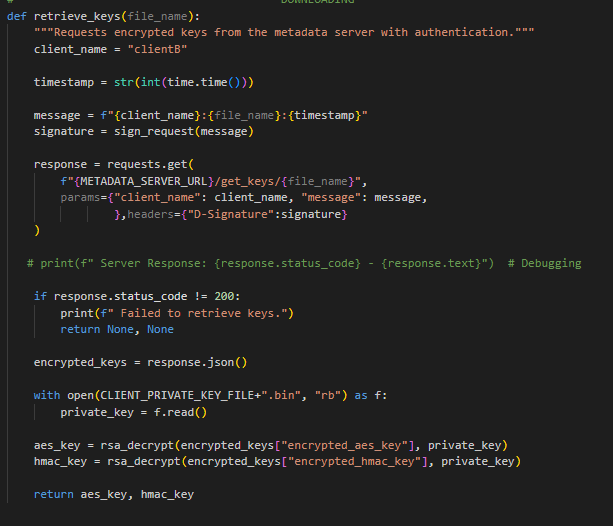 # DOWNLOADING
def retrieve_keys(file_name):
    """Requests encrypted keys from the metadata server with authentication."""
    client_name = "clientB"

    timestamp = str(int(time.time()))

    message = f"{client_name}:{file_name}:{timestamp}"
    signature = sign_request(message)

    response = requests.get(
        f"{METADATA_SERVER_URL}/get_keys/{file_name}",
        params={"client_name": client_name, "message": message,
                },headers={"D-Signature":signature}
    )

   # print(f" Server Response: {response.status_code} - {response.text}")  # Debugging

    if response.status_code != 200:
        print(f" Failed to retrieve keys.")
        return None, None

    encrypted_keys = response.json()

    with open(CLIENT_PRIVATE_KEY_FILE+".bin", "rb") as f:
        private_key = f.read()

    aes_key = rsa_decrypt(encrypted_keys["encrypted_aes_key"], private_key)
    hmac_key = rsa_decrypt(encrypted_keys["encrypted_hmac_key"], private_key)

    return aes_key, hmac_key